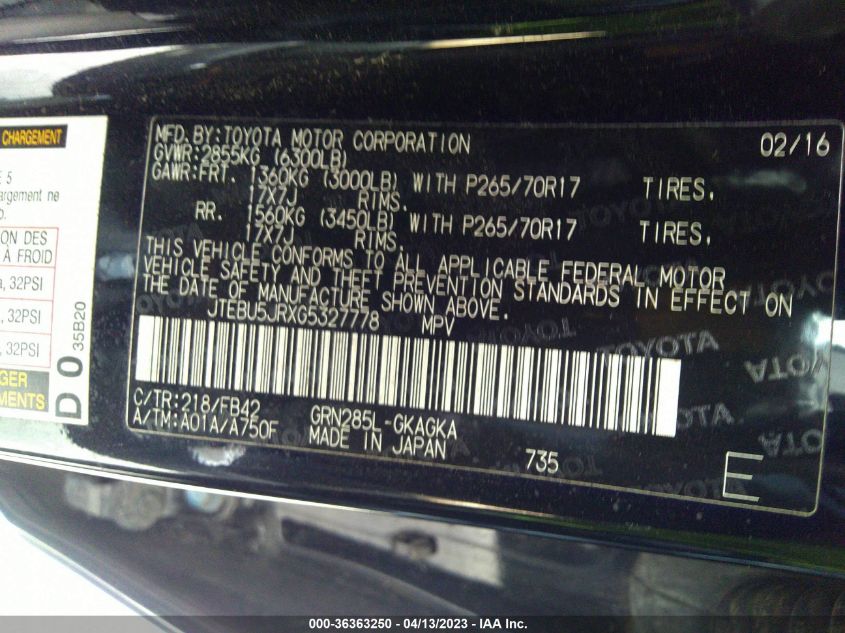 CHARGEMENT
E 5
argement ne
o.
ION DES
À FROID
a, 32PSI
, 32PSI
, 32PSI
GER
EMENTS
D 0 35B20
MFD. BY: TOYOTA MOTOR CORPORATION 02/16
GVWR: 2855KG (6300LB)
GAWR: FRT. 1360KG (3000LB) WITH P265/70R17 TIRES.
17X7J RIMS.
RR. 1560KG (3450LB) WITH P265/70R17 TIRES.
17X7J RIMS.
THIS VEHICLE CONFORMS TO ALL APPLICABLE FEDERAL MOTOR
VEHICLE SAFETY AND THEFT PREVENTION STANDARDS IN EFFECT ON
THE DATE OF MANUFACTURE SHOWN ABOVE.
JTEBU5JRXG5327778 MPV
C/TR: 218/FB42 GRN285L-GKAGKA
A/TM: A01A/A750F MADE IN JAPAN 735
E
000-36363250 - 04/13/2023 - IAA Inc.